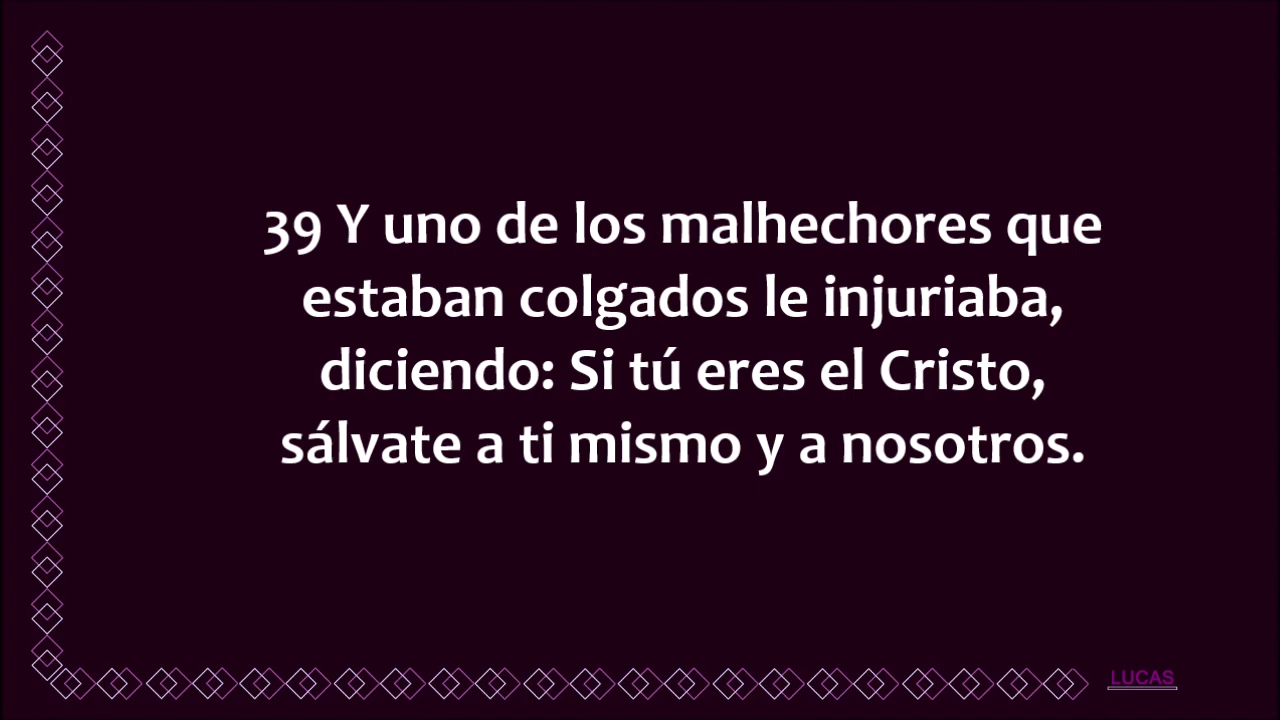 39 Y uno de los malhechores que
estaban colgados le injuriaba,
diciendo: Si tú eres el Cristo,
sálvate a ti mismo y a nosotros.
LUCAS